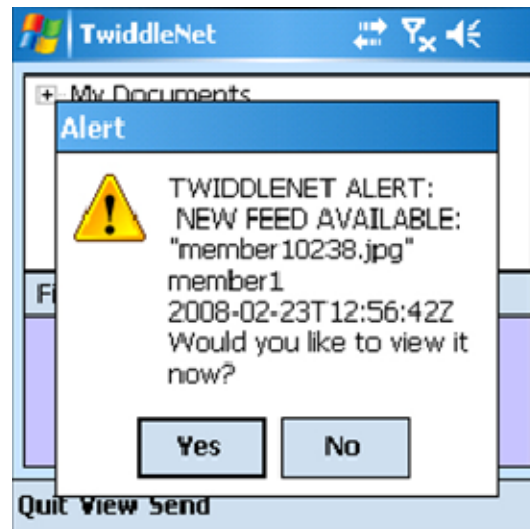 TwiddleNet
My Documents
Alert
TWIDDLENET ALERT:
NEW FEED AVAILABLE:
"member10238.jpg"
member1
2008-02-23T12:56:42Z
Would you like to view it
now?
Fi
Yes No
Quit View Send